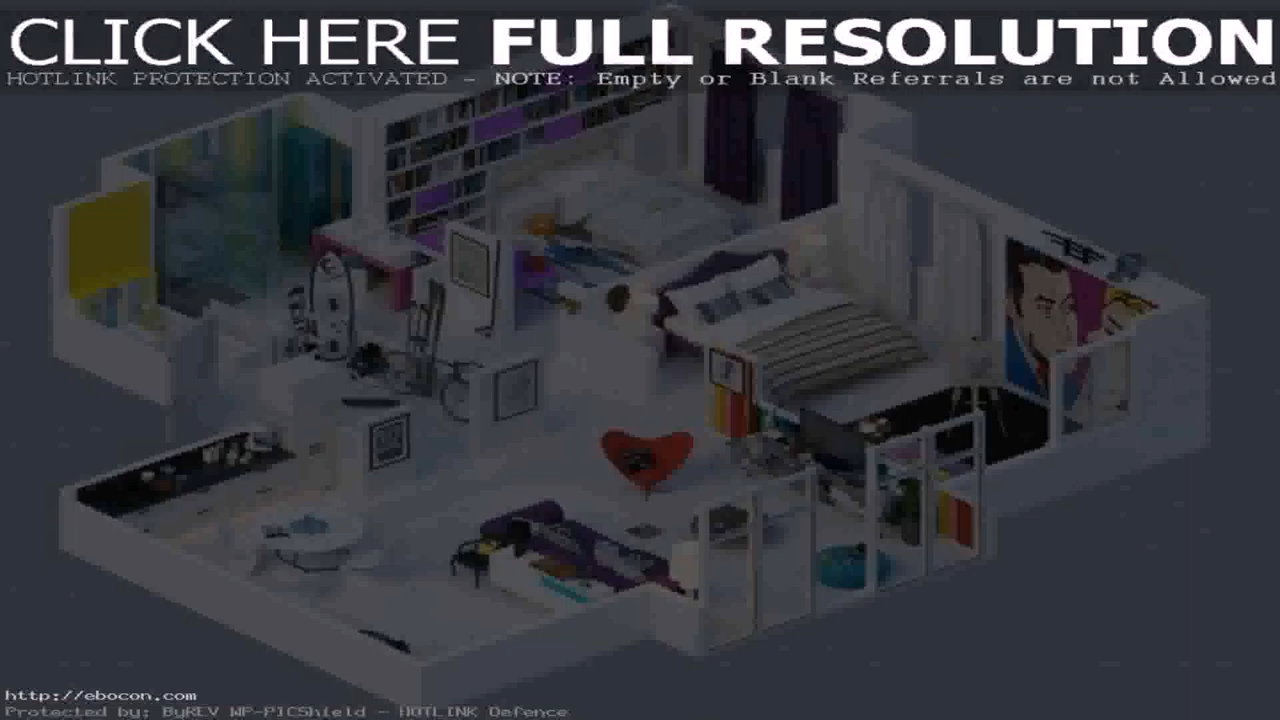 CLICK HERE FULL RESOLUTION
HOTLINK PROTECTION ACTIVATED - NOTE: Empty or Blank Referrals are not Allowed
http://ebocon.com
Protected by: ByREV WP-PICShield - HOTLINK Defence